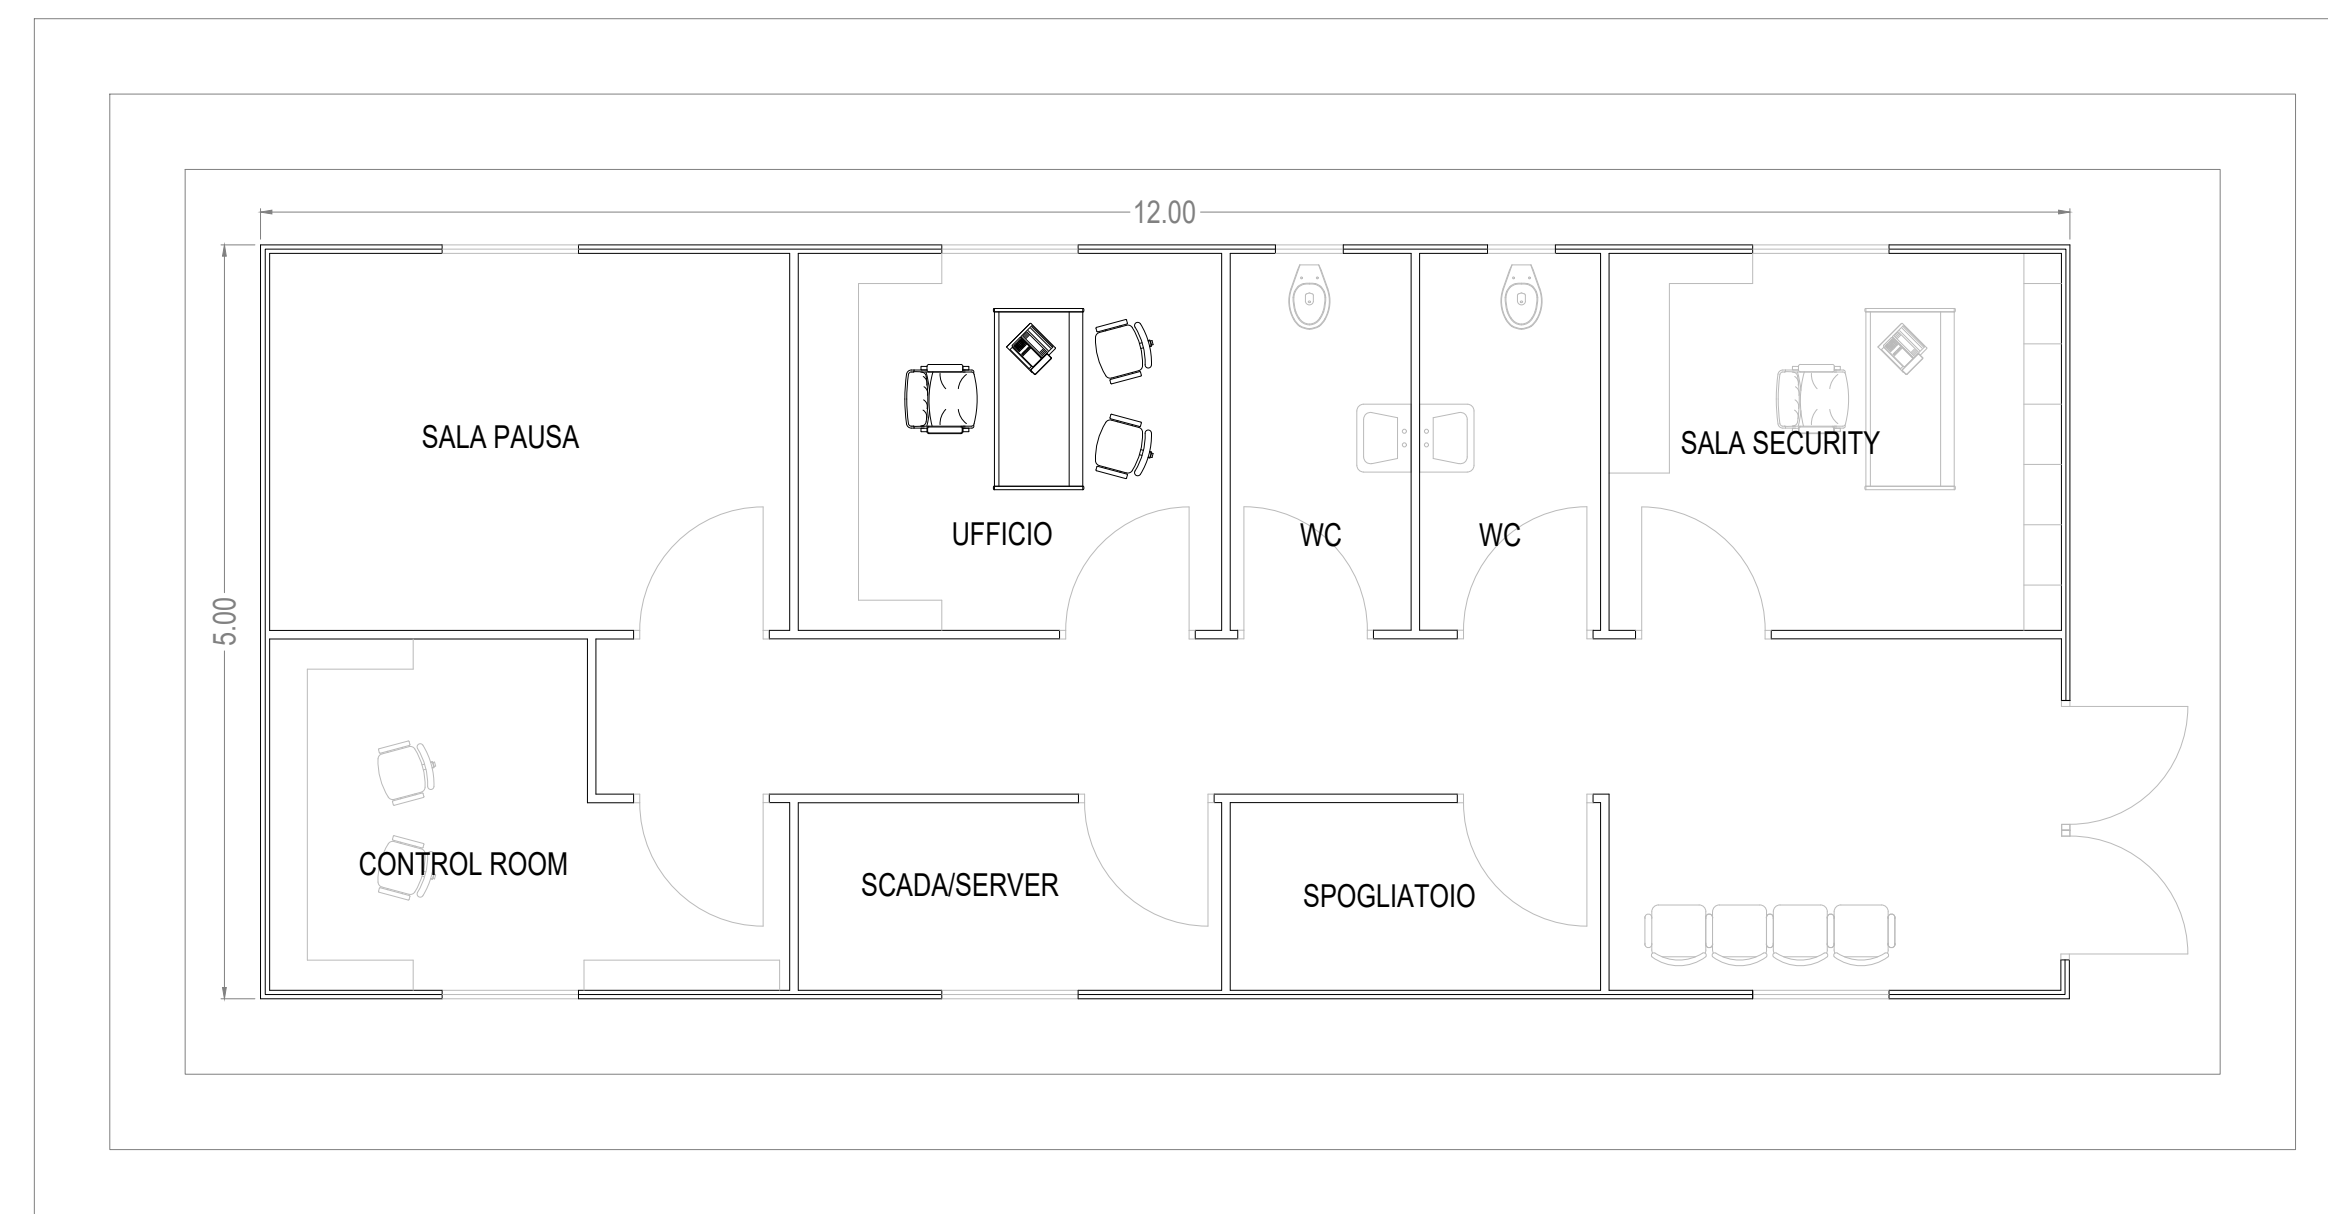 12.00
5.00
SALA PAUSA
UFFICIO
WC
WC
SALA SECURITY
CONTROL ROOM
SCADA/SERVER
SPOGLIATOIO